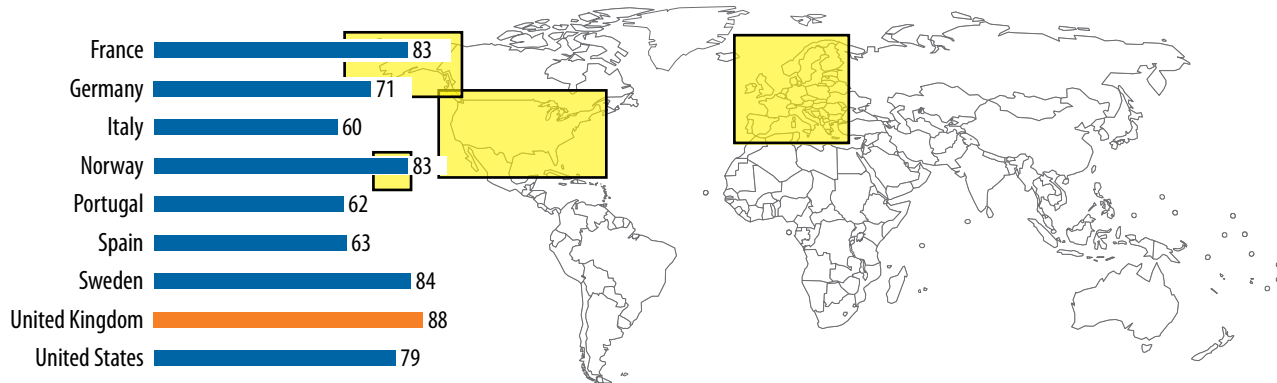 France 83
Germany 71
Italy 60
Norway 83
Portugal 62
Spain 63
Sweden 84
United Kingdom 88
United States 79